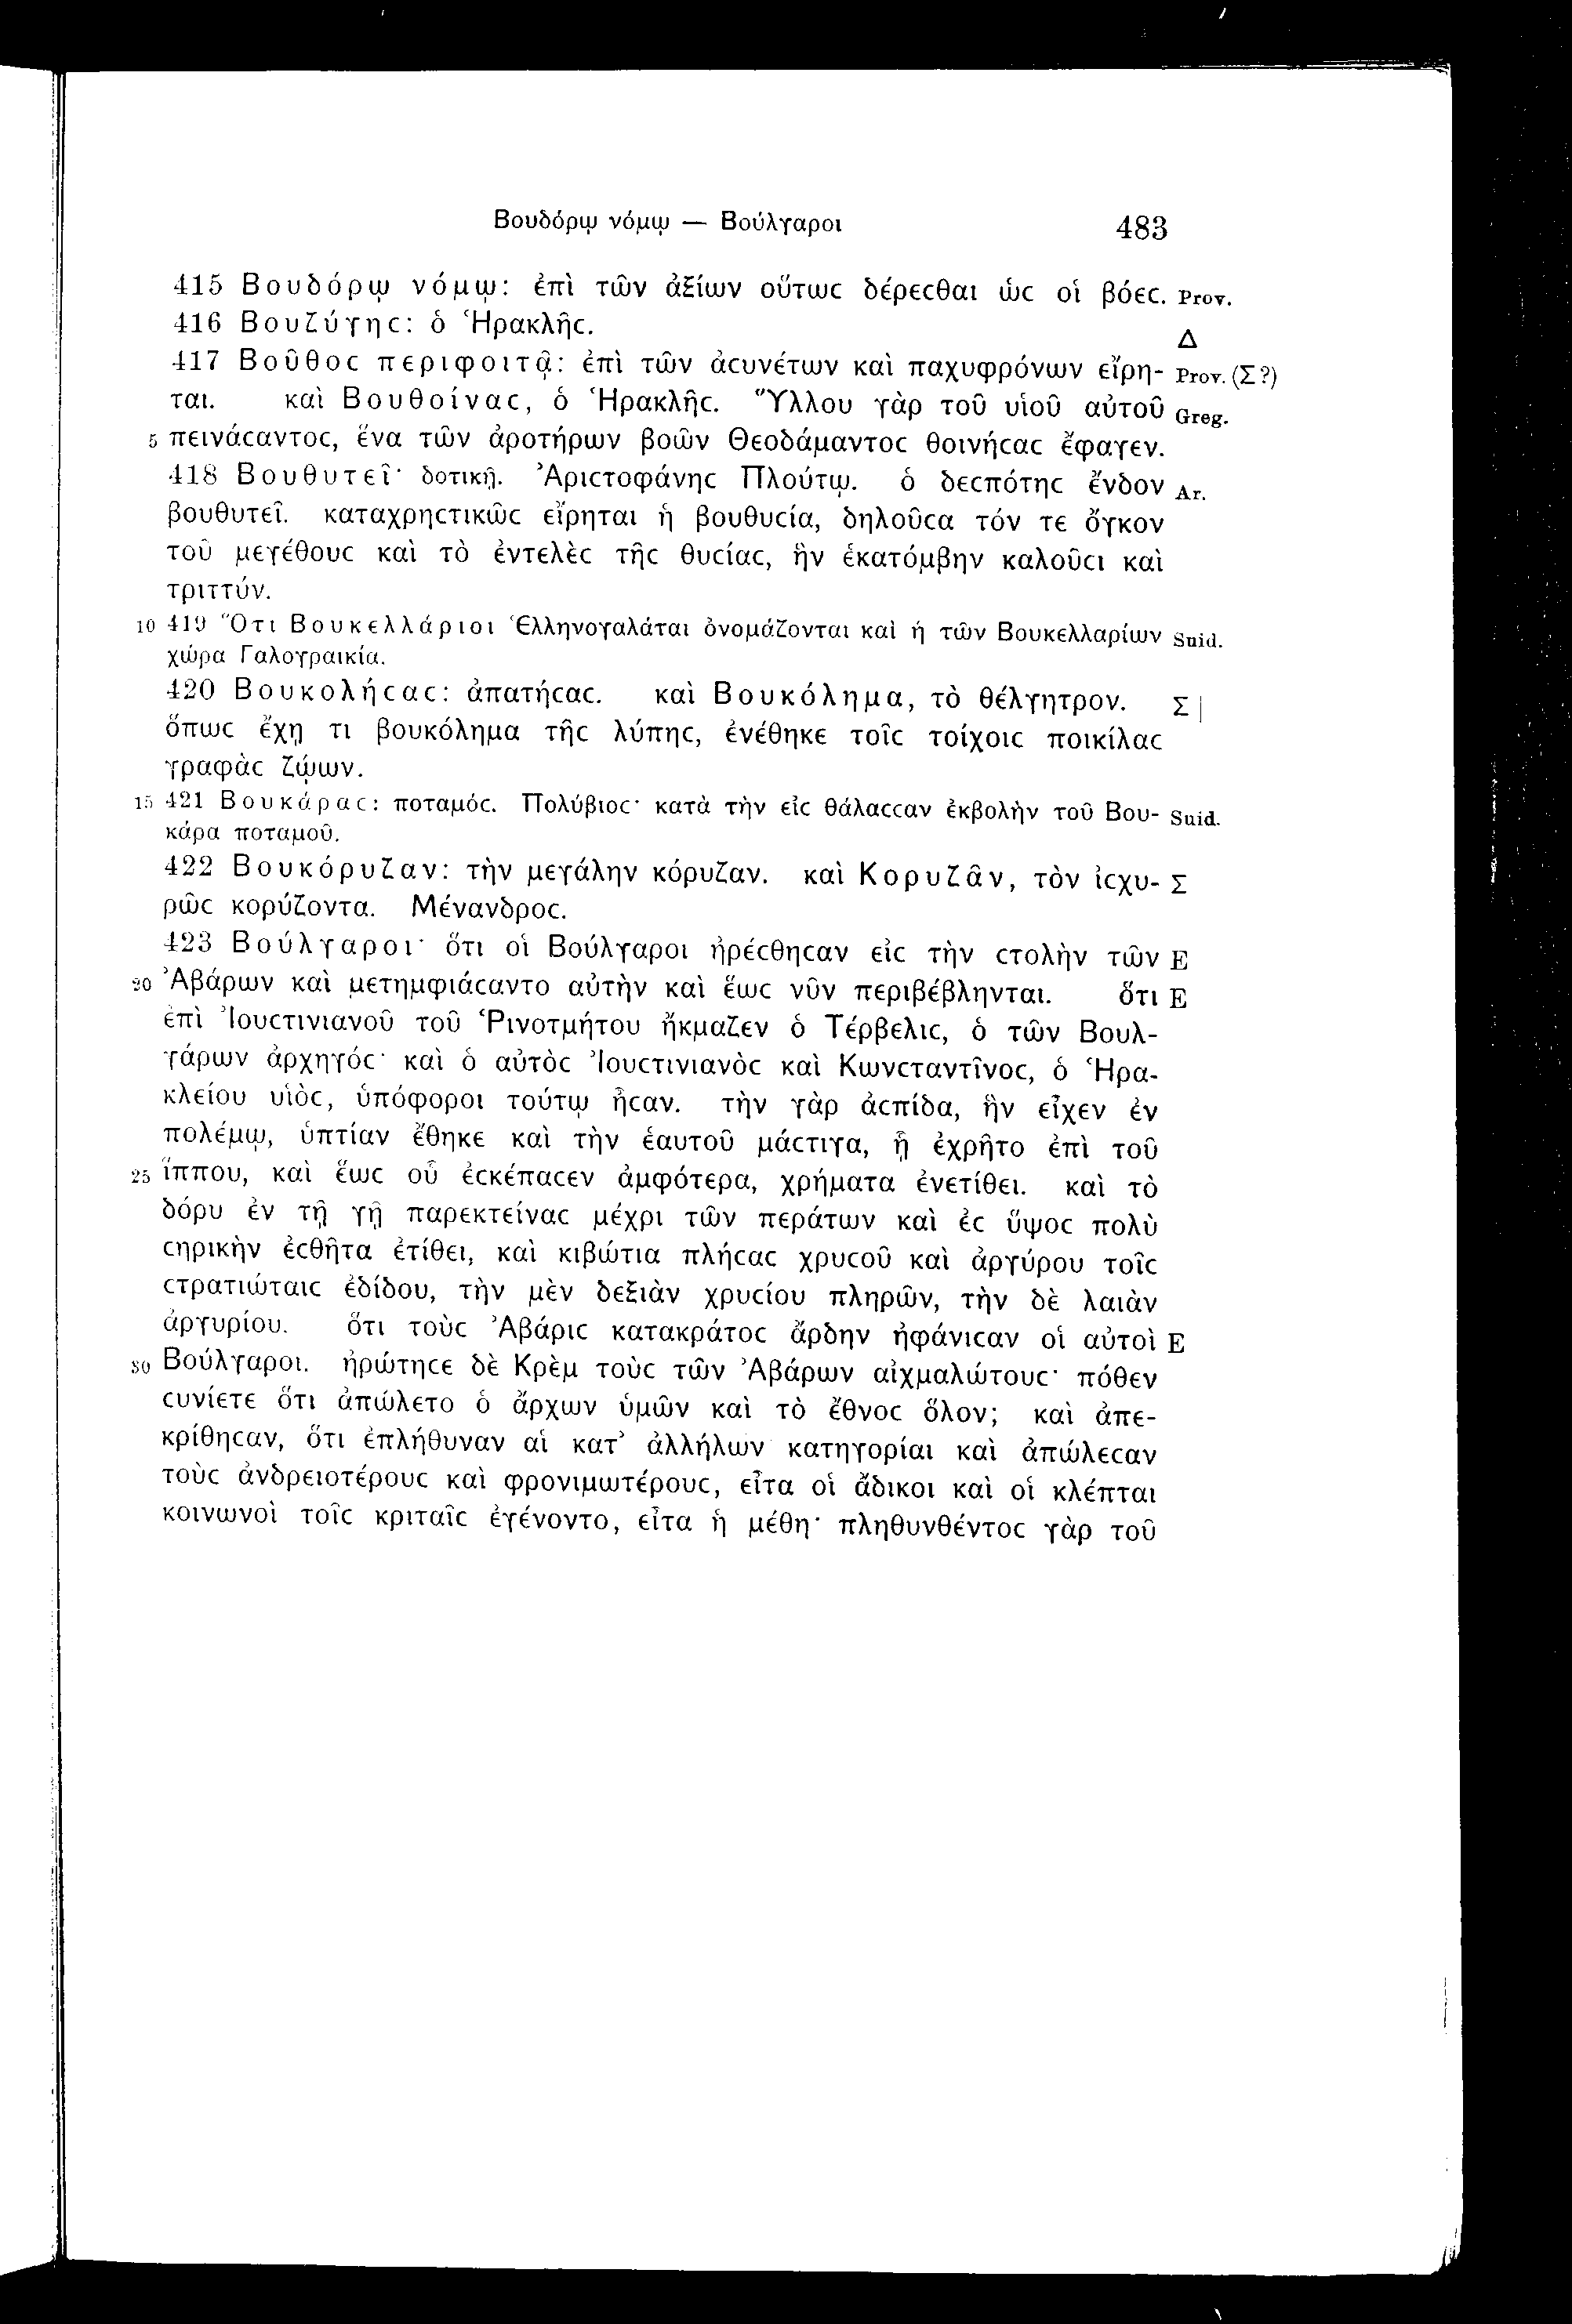 Βουδόρῳ νόμῳ — Βούλγαροι 483
415 Βουδόρῳ νόμῳ: ἐπὶ τῶν ἀξίων οὕτωϲ δέρεϲθαι ὡϲ οἱ βόεϲ. Prov.
416 Βουζύγηϲ: ὁ Ἡρακλῆϲ. Δ
417 Βοῦθοϲ περιφοιτᾷ: ἐπὶ τῶν ἀϲυνέτων καὶ παχυφρόνων εἴρη- Prov. (Σ?)
ται. καὶ Βουθοίναϲ, ὁ Ἡρακλῆϲ. Ὕλλου γὰρ τοῦ υἱοῦ αὐτοῦ Greg.
5 πεινάϲαντοϲ, ἕνα τῶν ἀροτήρων βοῶν Θεοδάμαντοϲ θοινήϲαϲ ἔφαγεν.
418 Βουθυτεῖ· δοτικῇ. Ἀριϲτοφάνηϲ Πλούτῳ. ὁ δεϲπότηϲ ἔνδον Ar.
βουθυτεῖ. καταχρηϲτικῶϲ εἴρηται ἡ βουθυϲία, δηλοῦϲα τόν τε ὄγκον
τοῦ μεγέθουϲ καὶ τὸ ἐντελὲϲ τῆϲ θυϲίαϲ, ἣν ἑκατόμβην καλοῦϲι καὶ
τριττύν.
10 419 Ὅτι Βουκελλάριοι Ἑλληνογαλάται ὀνομάζονται καὶ ἡ τῶν Βουκελλαρίων Suid.
χώρα Γαλογραικία.
420 Βουκολήϲαϲ: ἀπατήϲαϲ. καὶ Βουκόλημα, τὸ θέλγητρον. Σ |
ὅπωϲ ἔχῃ τι βουκόλημα τῆϲ λύπηϲ, ἐνέθηκε τοῖϲ τοίχοιϲ ποικίλαϲ
γραφὰϲ ζῴων.
15 421 Βουκάραϲ: ποταμόϲ. Πολύβιοϲ· κατὰ τὴν εἰϲ θάλαϲϲαν ἐκβολὴν τοῦ Βου- Suid.
κάρα ποταμοῦ.
422 Βουκόρυζαν: τὴν μεγάλην κόρυζαν. καὶ Κορυζᾶν, τὸν ἰϲχυ- Σ
ρῶϲ κορύζοντα. Μένανδροϲ.
423 Βούλγαροι· ὅτι οἱ Βούλγαροι ἠρέϲθηϲαν εἰϲ τὴν ϲτολὴν τῶν E
20 Ἀβάρων καὶ μετημφιάϲαντο αὐτὴν καὶ ἕωϲ νῦν περιβέβληνται. ὅτι E
ἐπὶ Ἰουϲτινιανοῦ τοῦ Ῥινοτμήτου ἤκμαζεν ὁ Τέρβελιϲ, ὁ τῶν Βουλ-
γάρων ἀρχηγόϲ· καὶ ὁ αὐτὸϲ Ἰουϲτινιανὸϲ καὶ Κωνϲταντῖνοϲ, ὁ Ἡρα-
κλείου υἱὸϲ, ὑπόφοροι τούτῳ ἦϲαν. τὴν γὰρ ἀϲπίδα, ἣν εἶχεν ἐν
πολέμῳ, ὑπτίαν ἔθηκε καὶ τὴν ἑαυτοῦ μάϲτιγα, ᾗ ἐχρῆτο ἐπὶ τοῦ
25 ἵππου, καὶ ἕωϲ οὗ ἐϲκέπαϲεν ἀμφότερα, χρήματα ἐνετίθει. καὶ τὸ
δόρυ ἐν τῇ γῇ παρεκτείναϲ μέχρι τῶν περάτων καὶ ἐϲ ὕψοϲ πολὺ
ϲηρικὴν ἐϲθῆτα ἐτίθει, καὶ κιβώτια πλήϲαϲ χρυϲοῦ καὶ ἀργύρου τοῖϲ
ϲτρατιώταιϲ ἐδίδου, τὴν μὲν δεξιὰν χρυϲίου πληρῶν, τὴν δὲ λαιὰν
ἀργυρίου. ὅτι τοὺϲ Ἀβάριϲ κατακράτοϲ ἄρδην ἠφάνιϲαν οἱ αὐτοὶ E
30 Βούλγαροι. ἠρώτηϲε δὲ Κρὲμ τοὺϲ τῶν Ἀβάρων αἰχμαλώτουϲ· πόθεν
ϲυνίετε ὅτι ἀπώλετο ὁ ἄρχων ὑμῶν καὶ τὸ ἔθνοϲ ὅλον; καὶ ἀπε-
κρίθηϲαν, ὅτι ἐπλήθυναν αἱ κατ' ἀλλήλων κατηγορίαι καὶ ἀπώλεϲαν
τοὺϲ ἀνδρειοτέρουϲ καὶ φρονιμωτέρουϲ, εἶτα οἱ ἄδικοι καὶ οἱ κλέπται
κοινωνοὶ τοῖϲ κριταῖϲ ἐγένοντο, εἶτα ἡ μέθη· πληθυνθέντοϲ γὰρ τοῦ